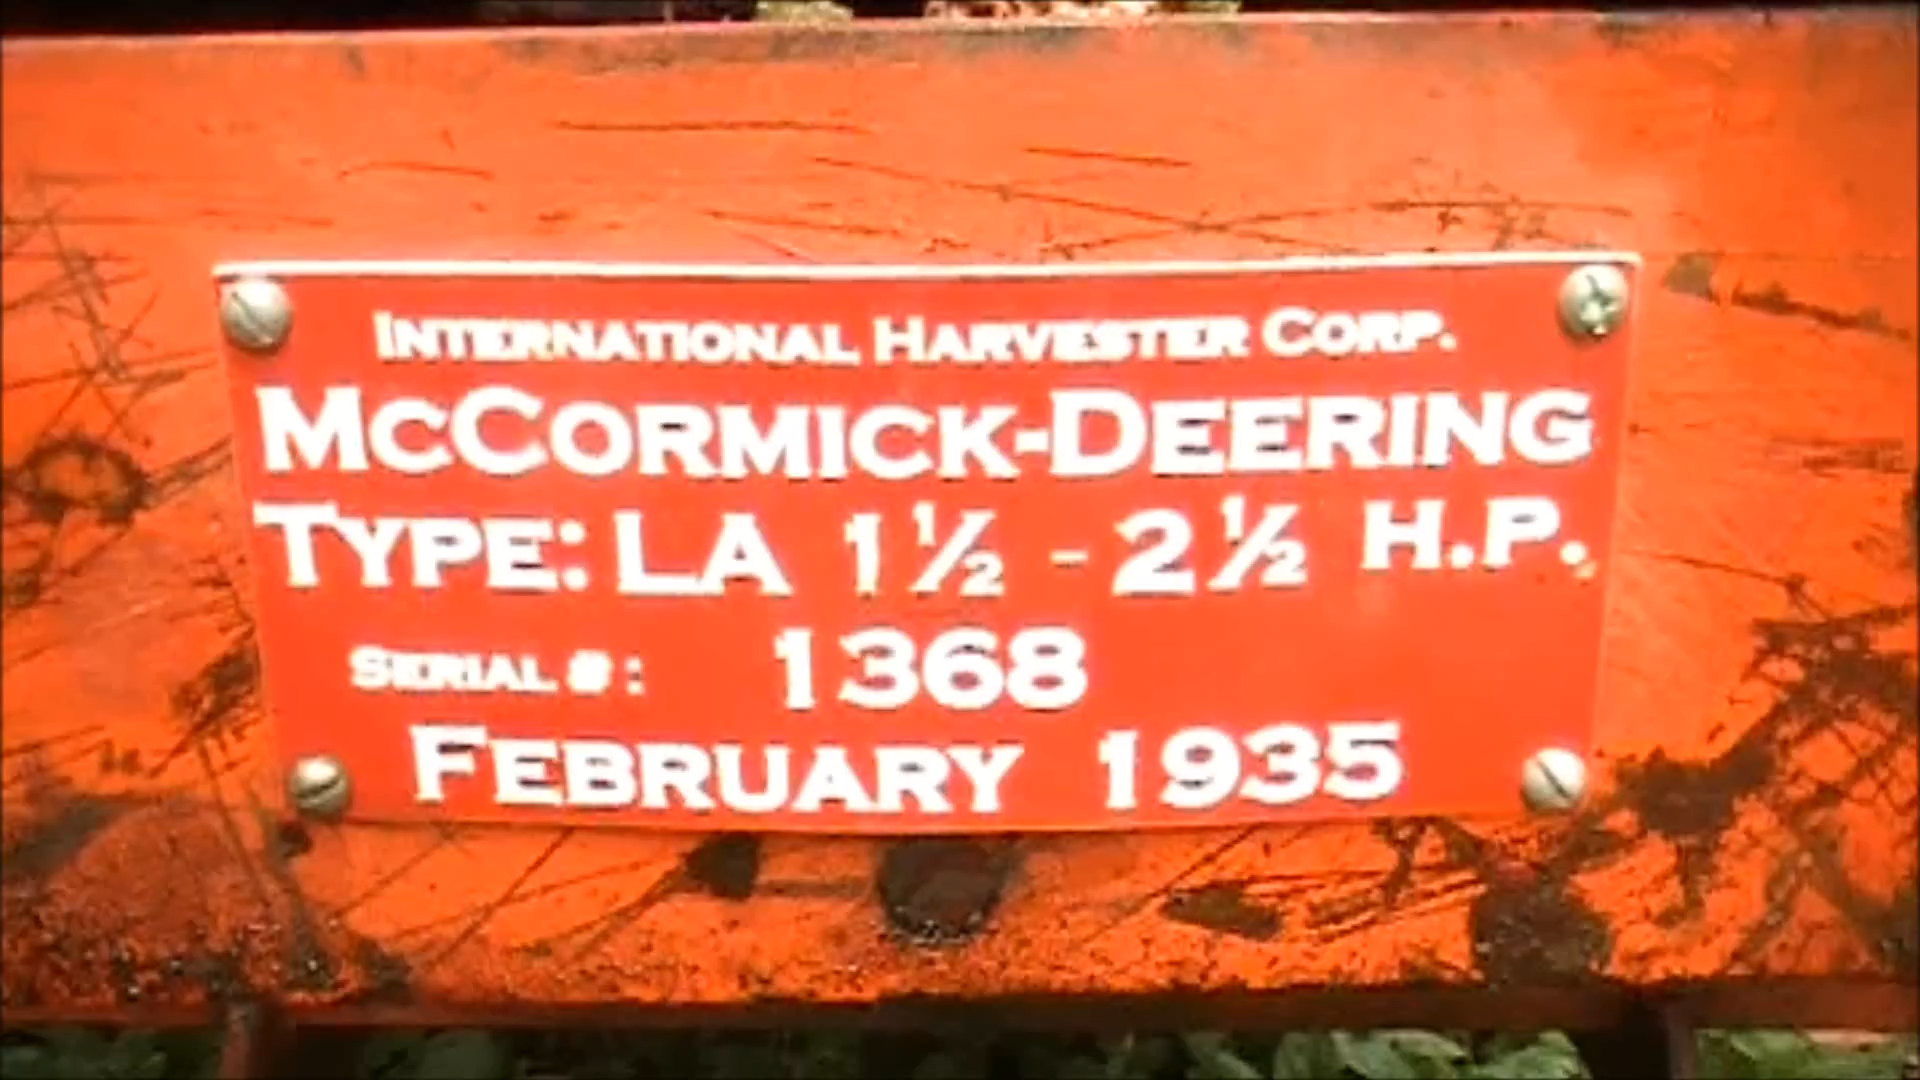 International Harvester Corp.
McCormick-Deering
Type: LA 1½ - 2½ H.P.
Serial #: 1368
February 1935